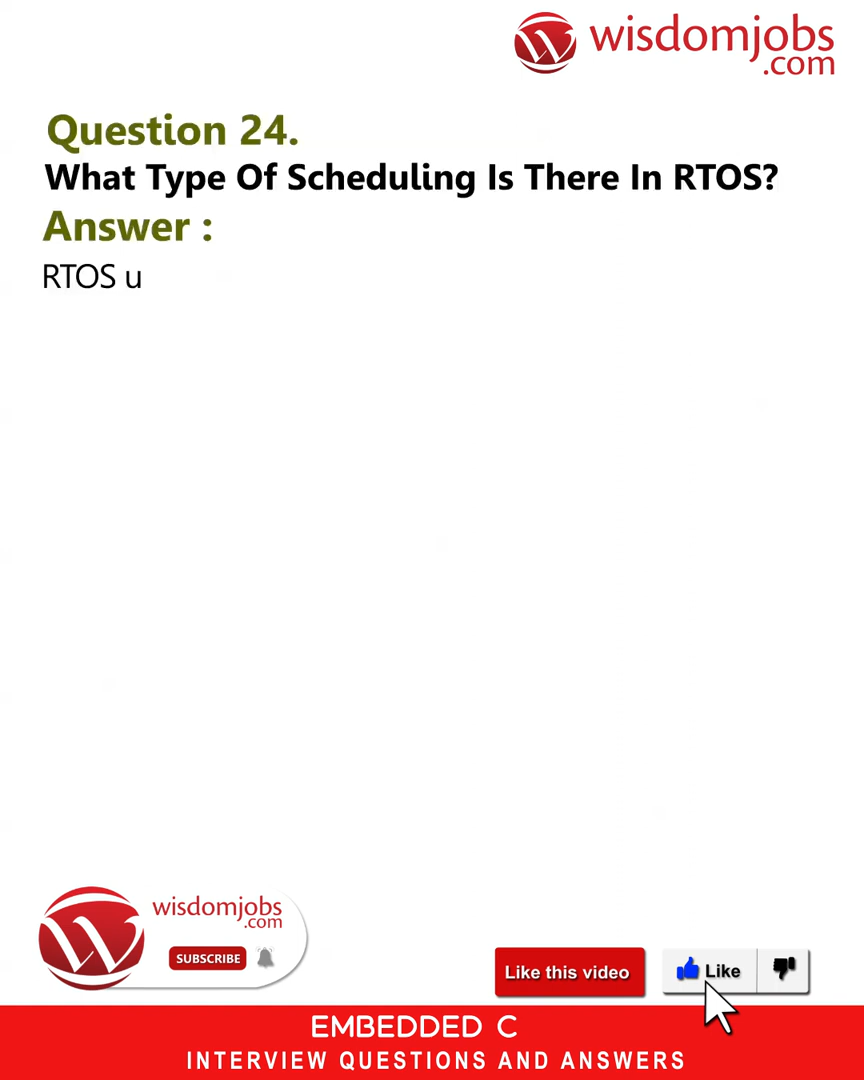 wisdomjobs
.com
Question 24.
What Type Of Scheduling Is There In RTOS?
Answer :
RTOS u
wisdomjobs
.com
SUBSCRIBE
Like this video
Like
EMBEDDED C
INTERVIEW QUESTIONS AND ANSWERS